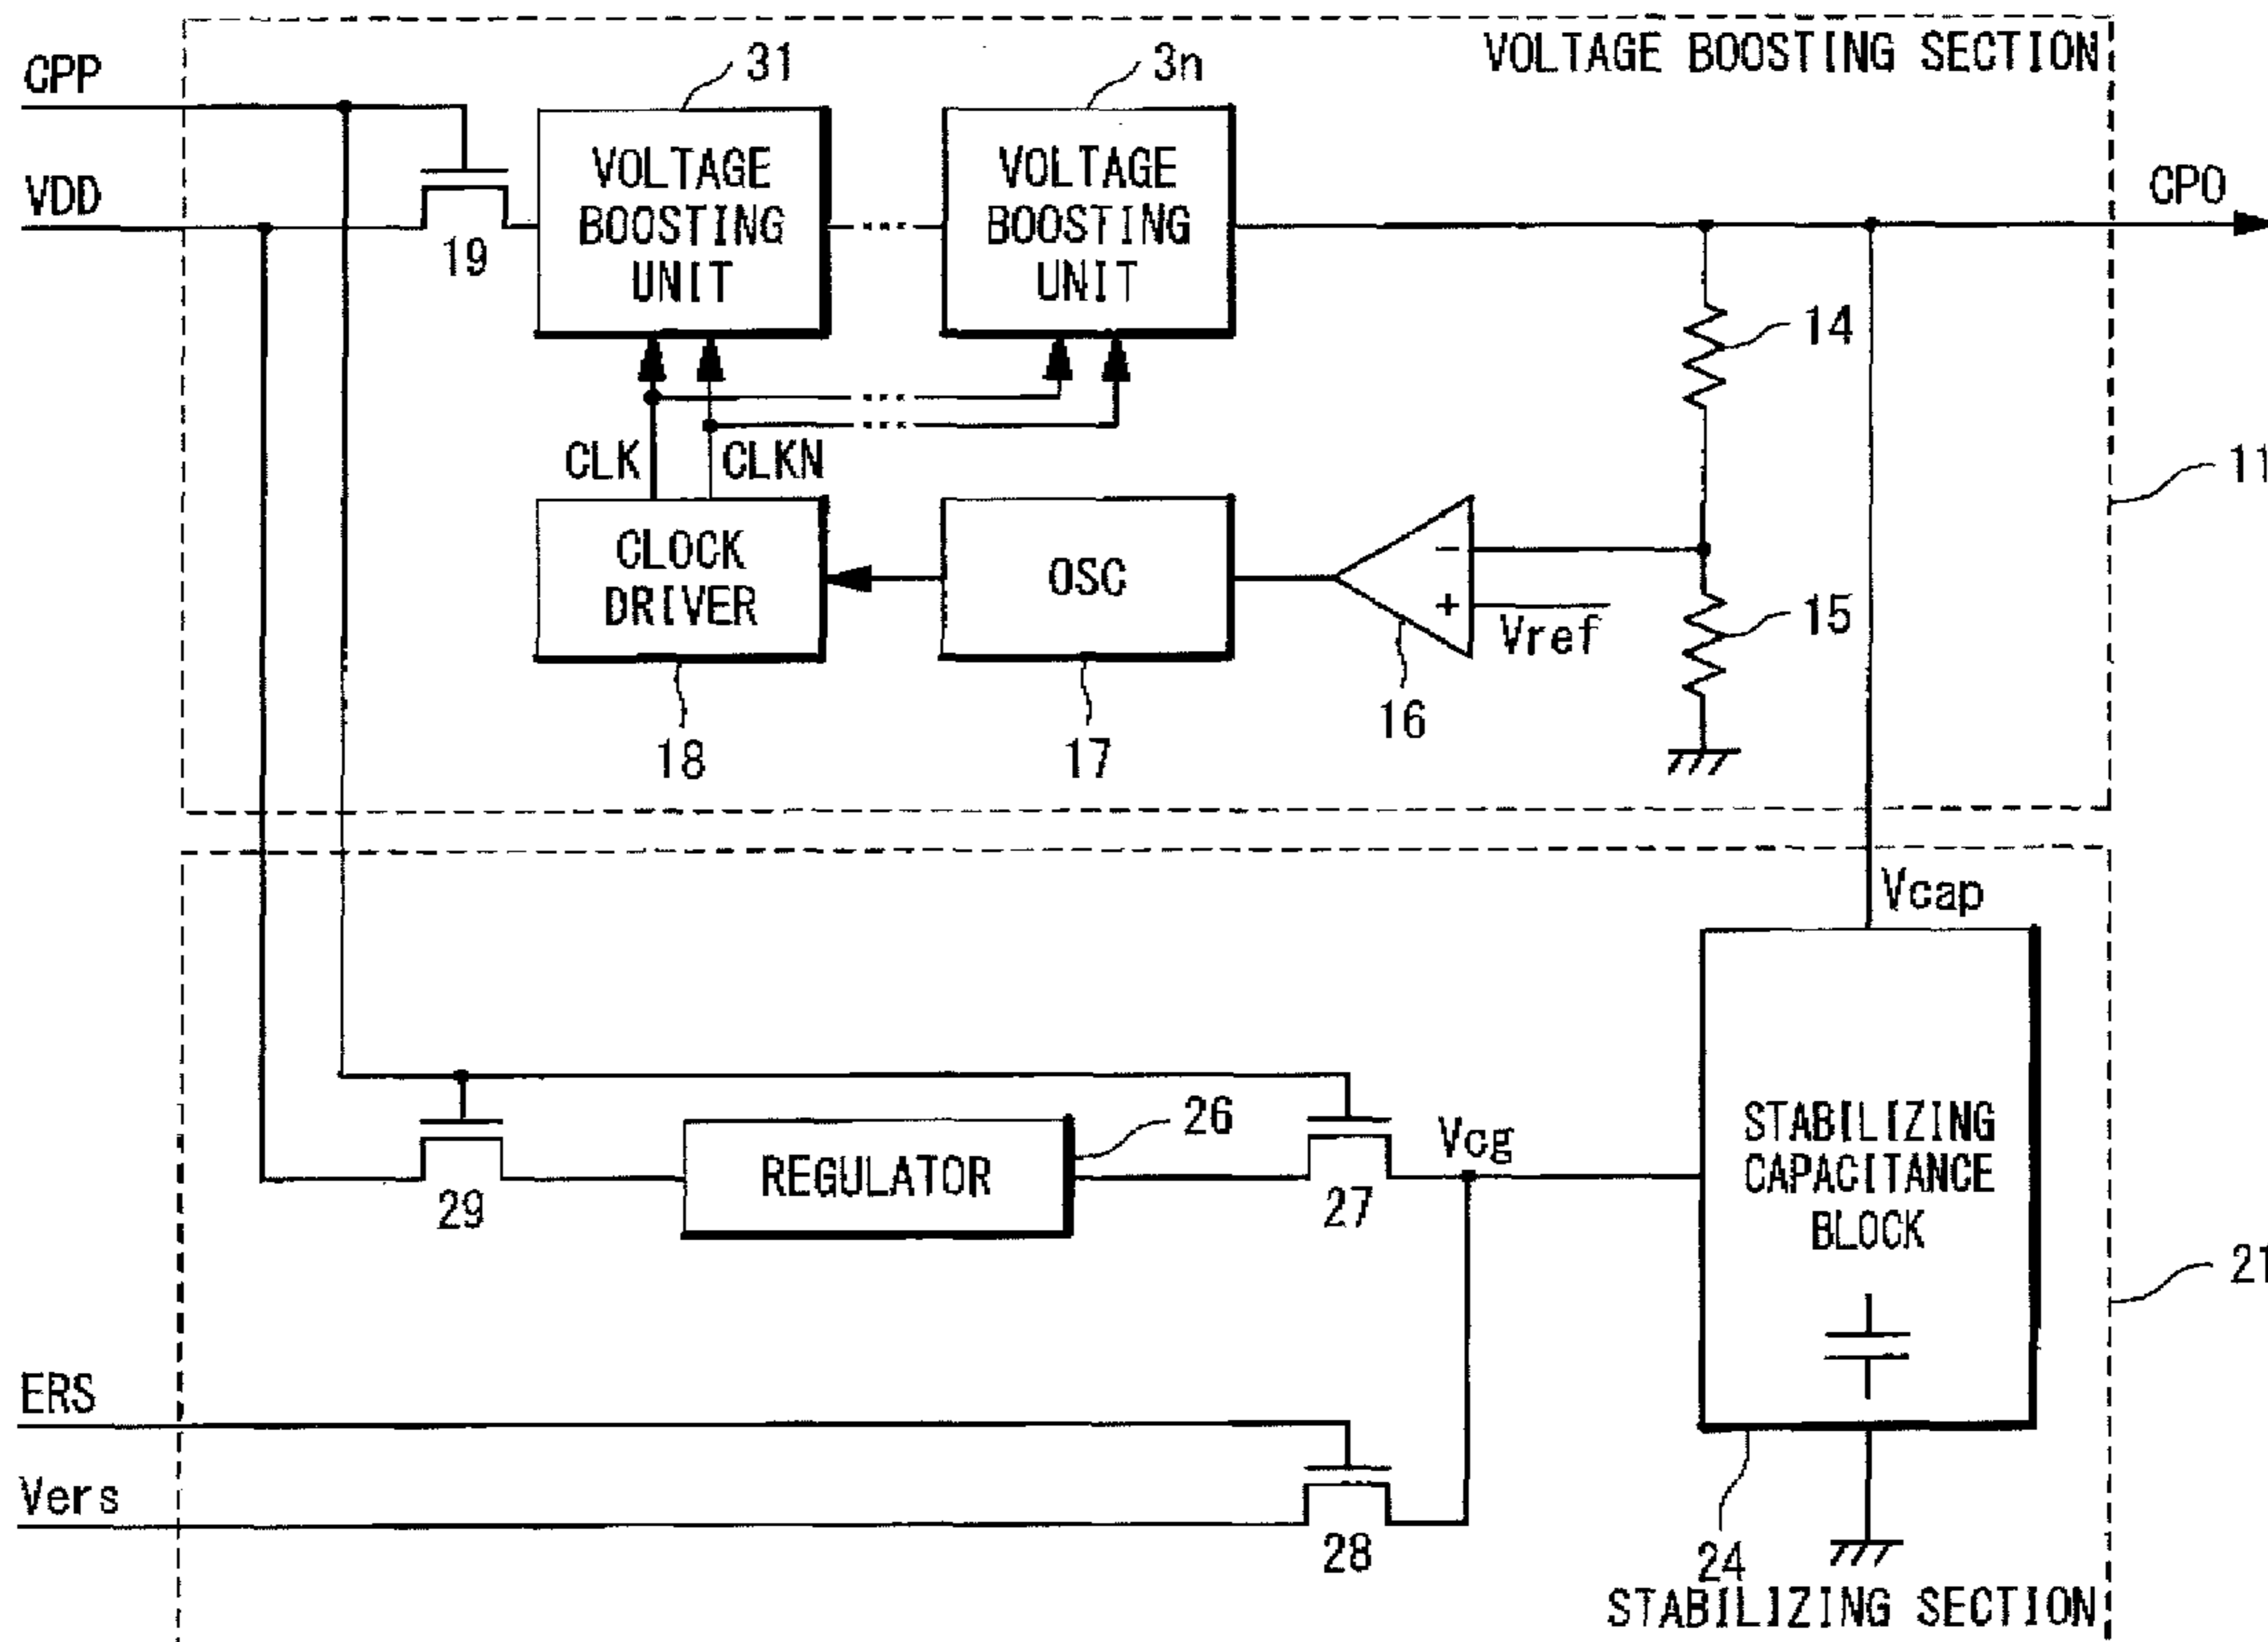 VOLTAGE BOOSTING SECTION
CPP
31
3n
VOLTAGE
BOOSTING
UNIT
VOLTAGE
BOOSTING
UNIT
VDD
19
CPO
14
CLK
CLKN
11
CLOCK
DRIVER
OSC
-
+
Vref
15
16
18
17
Vcap
26
REGULATOR
29
27
Vcg
STABILIZING
CAPACITANCE
BLOCK
21
ERS
Vers
28
24
STABILIZING SECTION